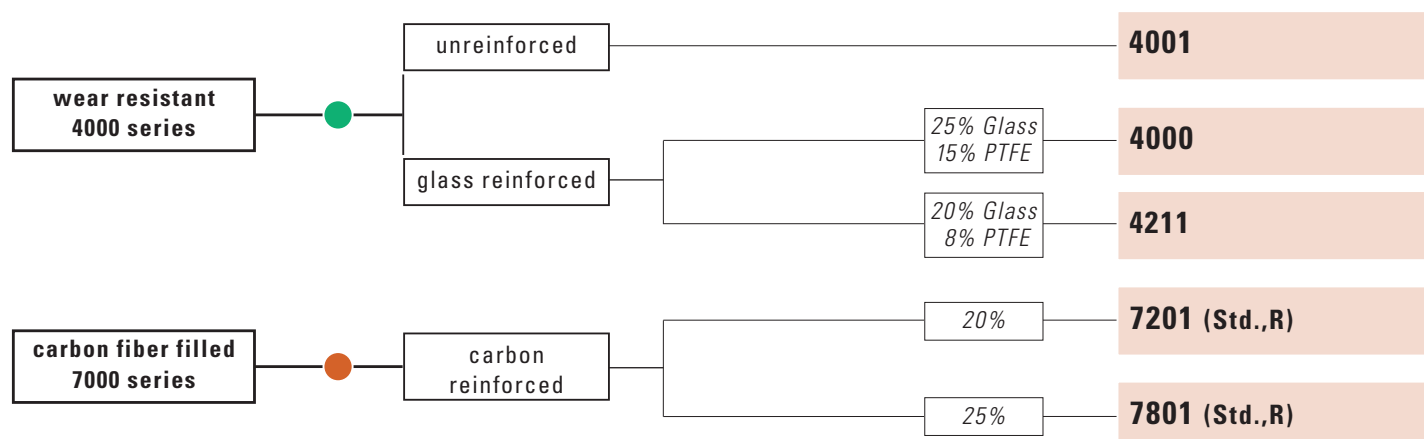 unreinforced
4001
wear resistant
4000 series
25% Glass
15% PTFE
4000
glass reinforced
20% Glass
8% PTFE
4211
20%
7201 (Std.,R)
carbon fiber filled
7000 series
carbon
reinforced
25%
7801 (Std.,R)